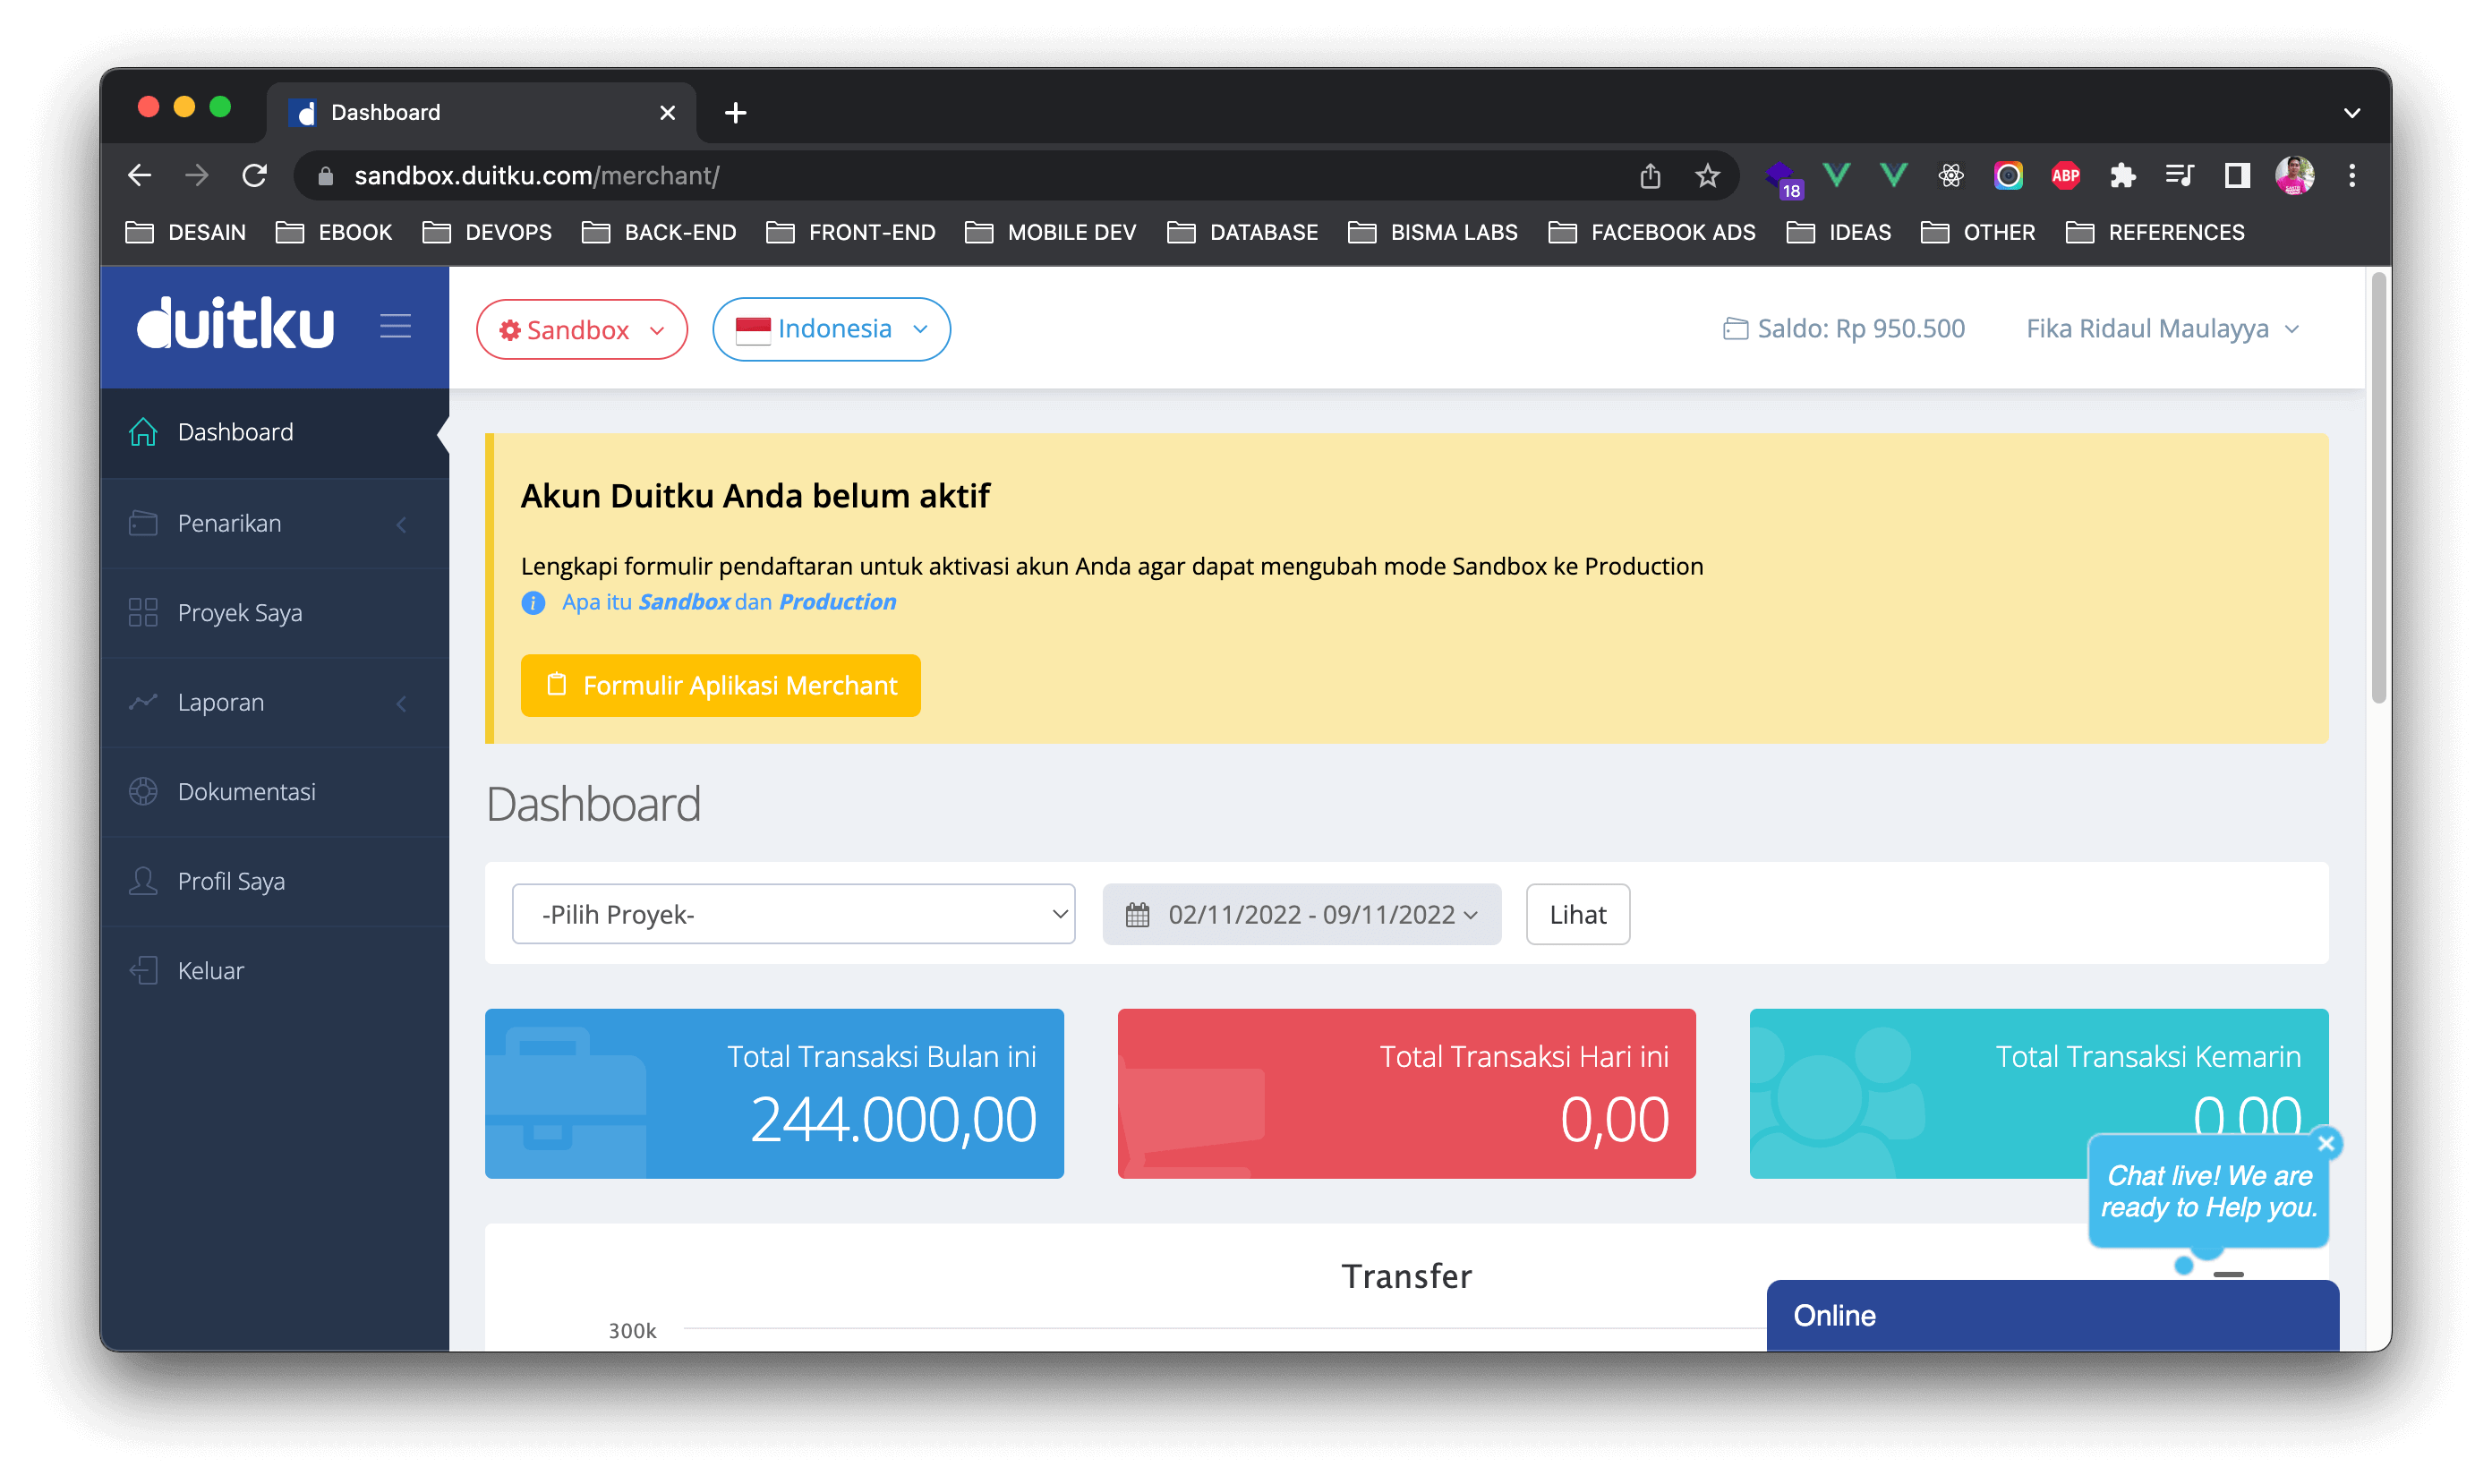 Dashboard
sandbox.duitku.com/merchant/
18
ABP
DESAIN EBOOK DEVOPS BACK-END FRONT-END MOBILE DEV DATABASE BISMA LABS FACEBOOK ADS IDEAS OTHER REFERENCES
duitku
Sandbox
Indonesia
Saldo: Rp 950.500
Fika Ridaul Maulayya
Dashboard
Penarikan
Proyek Saya
Laporan
Dokumentasi
Profil Saya
Keluar
Akun Duitku Anda belum aktif
Lengkapi formulir pendaftaran untuk aktivasi akun Anda agar dapat mengubah mode Sandbox ke Production
Apa itu Sandbox dan Production
Formulir Aplikasi Merchant
Dashboard
-Pilih Proyek-
02/11/2022 - 09/11/2022
Lihat
Total Transaksi Bulan ini
244.000,00
Total Transaksi Hari ini
0,00
Total Transaksi Kemarin
0,00
Chat live! We are
ready to Help you.
Transfer
300k
Online